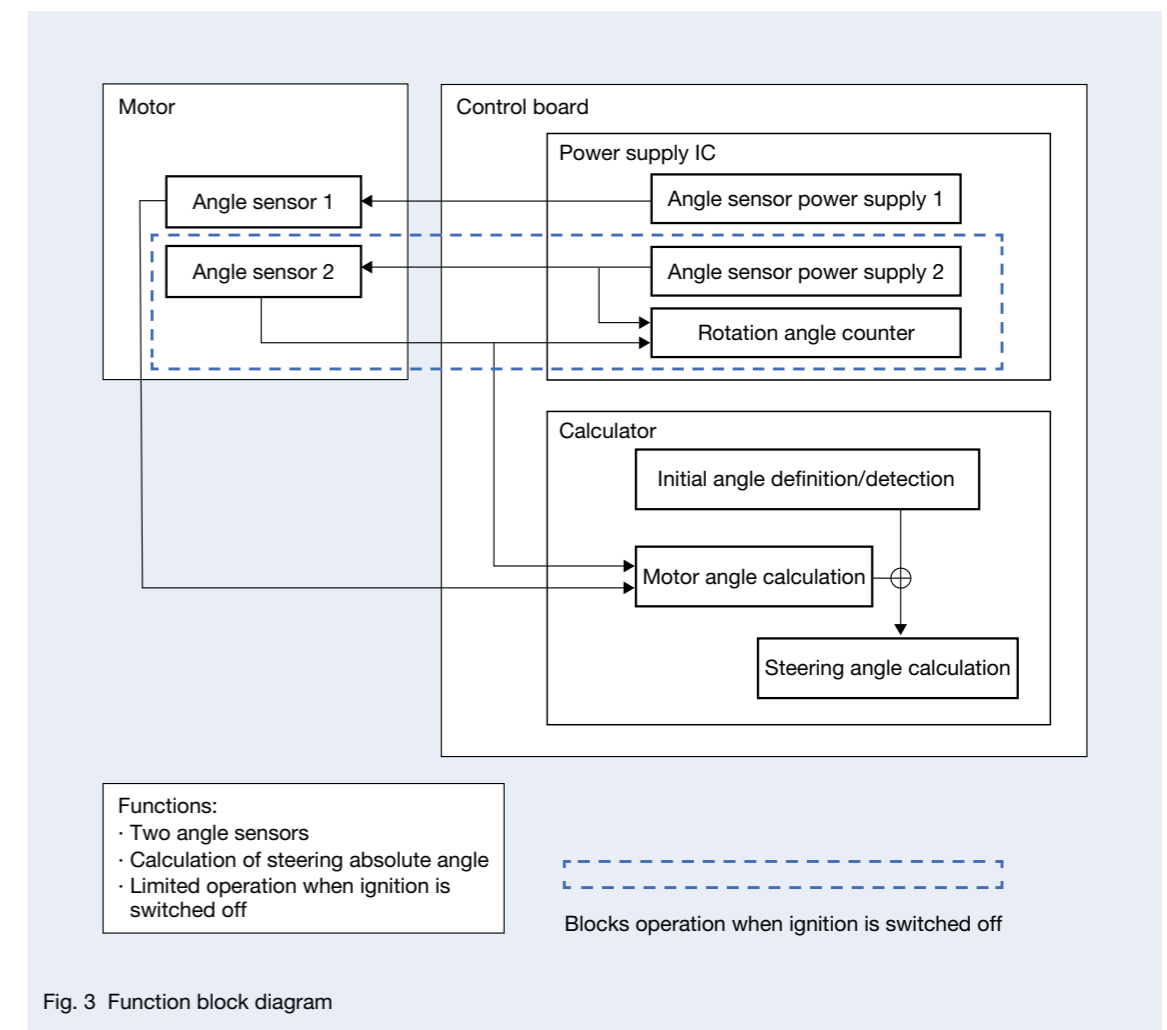 Motor
Control board
Power supply IC
Angle sensor 1
Angle sensor power supply 1
Angle sensor 2
Angle sensor power supply 2
Rotation angle counter
Calculator
Initial angle definition/detection
Motor angle calculation
Steering angle calculation
Functions:
· Two angle sensors
· Calculation of steering absolute angle
· Limited operation when ignition is
switched off
Blocks operation when ignition is switched off
Fig. 3 Function block diagram